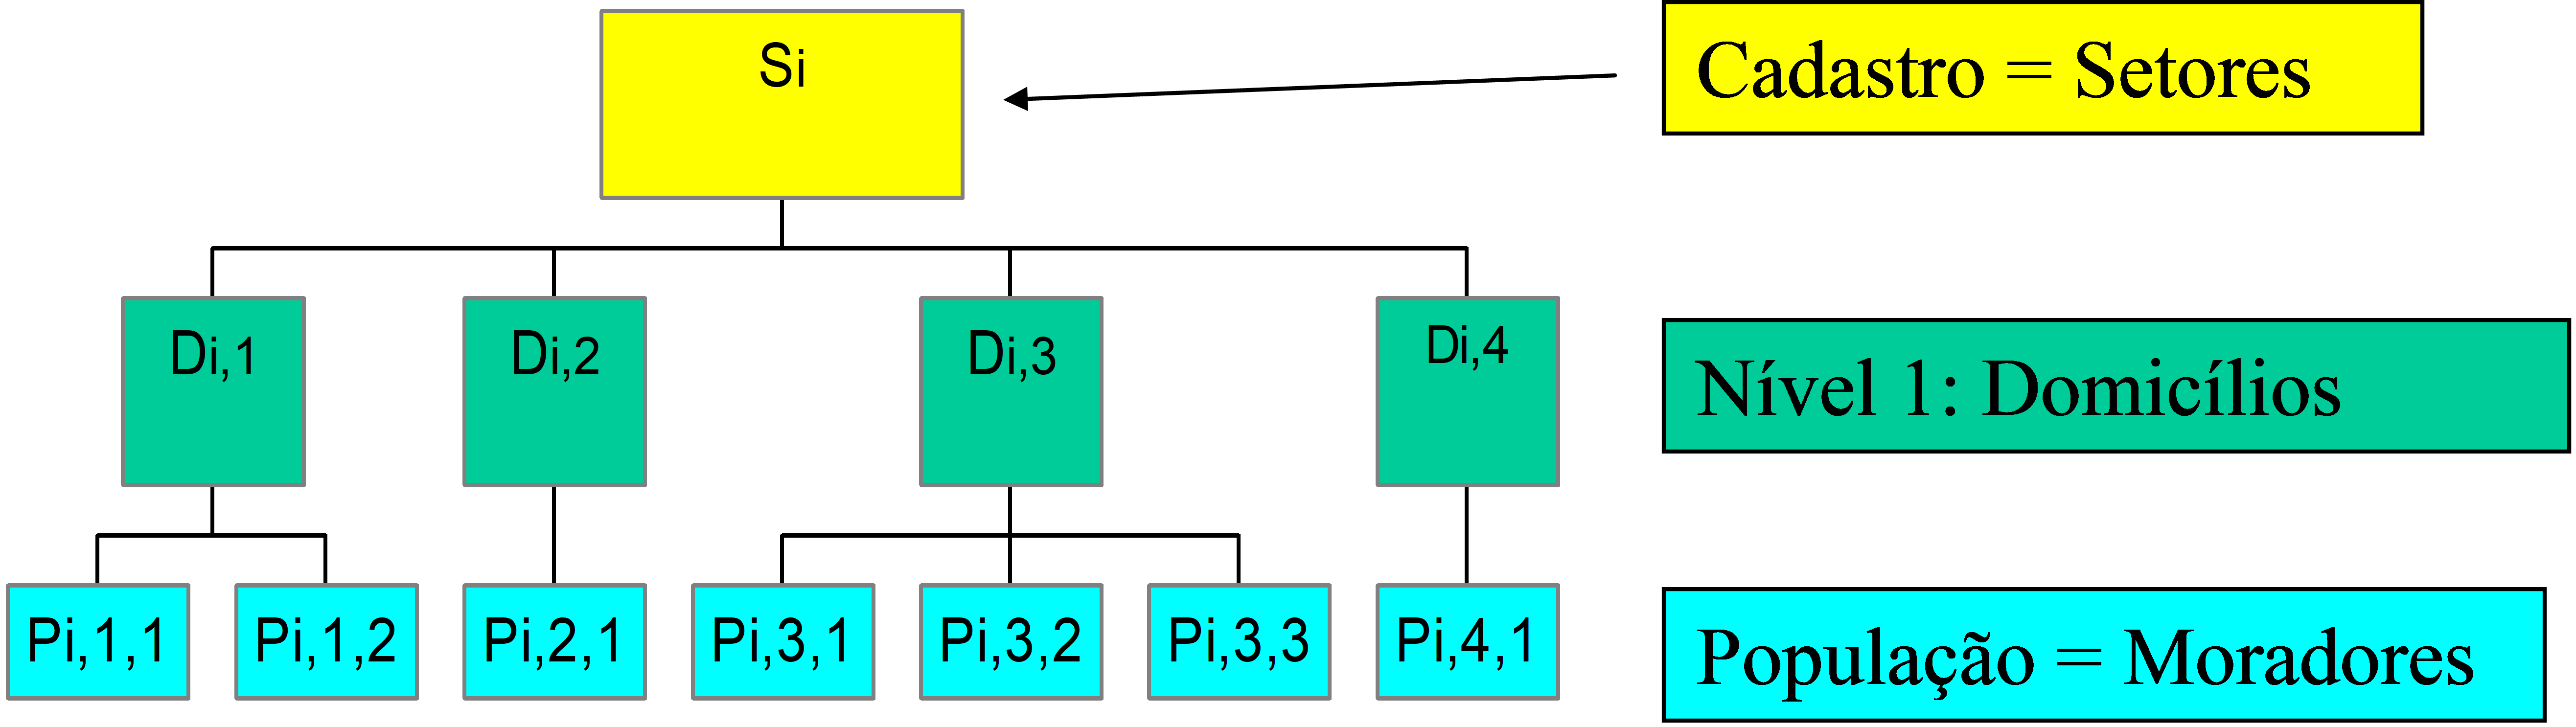 Si
Cadastro = Setores
Di,1
Di,2
Di,3
Di,4
Nível 1: Domicílios
Pi,1,1
Pi,1,2
Pi,2,1
Pi,3,1
Pi,3,2
Pi,3,3
Pi,4,1
População = Moradores